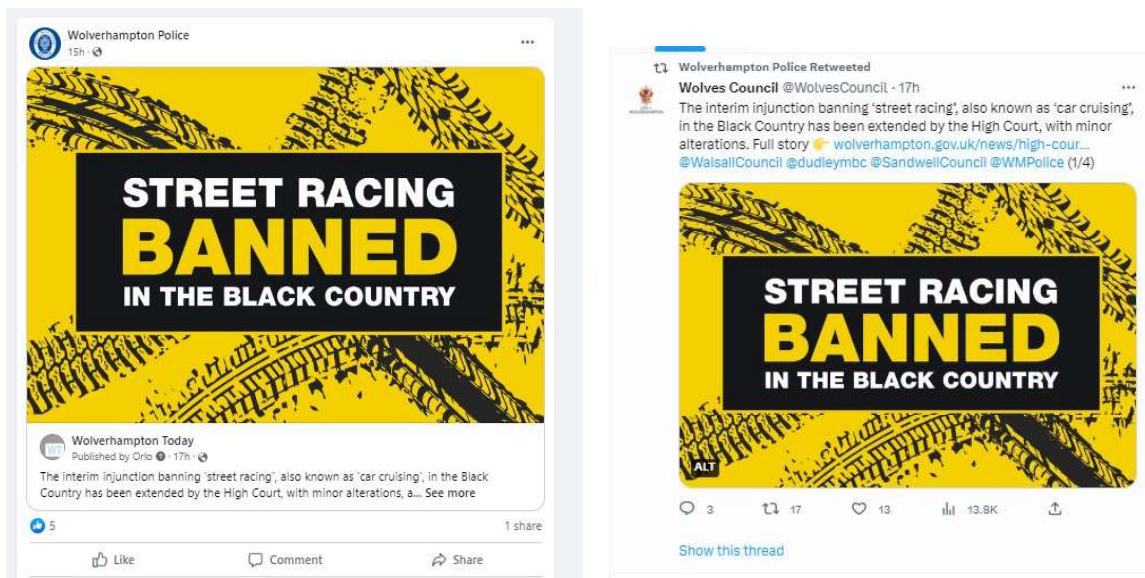 Wolverhampton Police
15h
STREET RACING
BANNED
IN THE BLACK COUNTRY
Wolverhampton Today
Published by Orlo · 17h
The interim injunction banning 'street racing', also known as 'car cruising', in the Black
Country has been extended by the High Court, with minor alterations, a... See more
5
1 share
Like Comment Share
Wolverhampton Police Retweeted
Wolves Council @WolvesCouncil · 17h
The interim injunction banning 'street racing', also known as 'car cruising',
in the Black Country has been extended by the High Court, with minor
alterations. Full story 👉 wolverhampton.gov.uk/news/high-cour...
@WalsallCouncil @dudleymbc @SandwellCouncil @WMPolice (1/4)
STREET RACING
BANNED
IN THE BLACK COUNTRY
ALT
3 17 13 13.8K
Show this thread